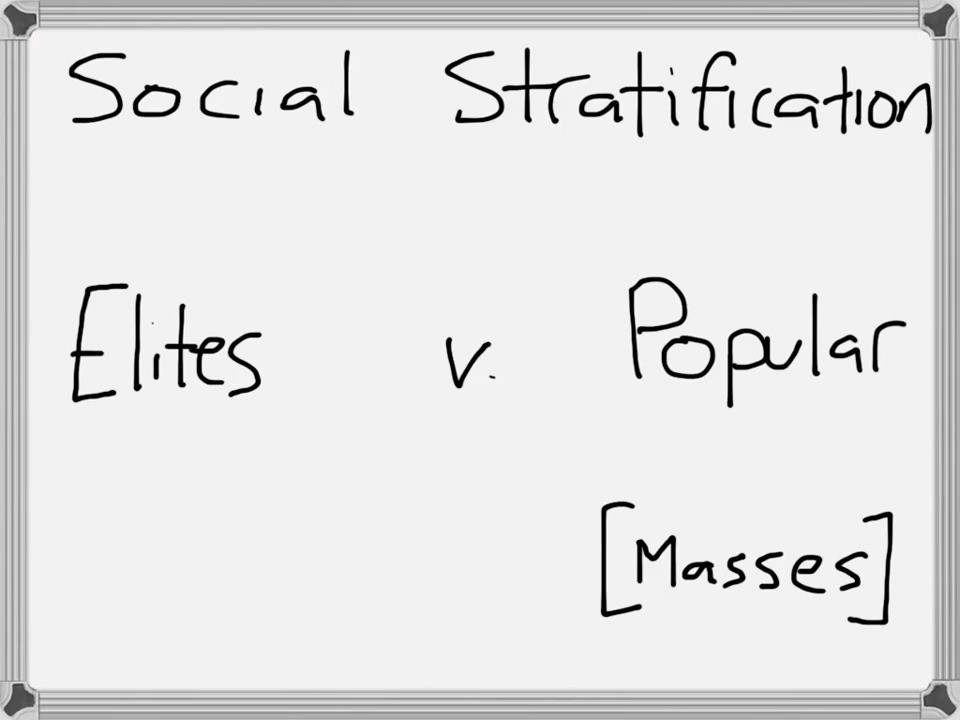 Social Stratification
Elites v. Popular
[Masses]